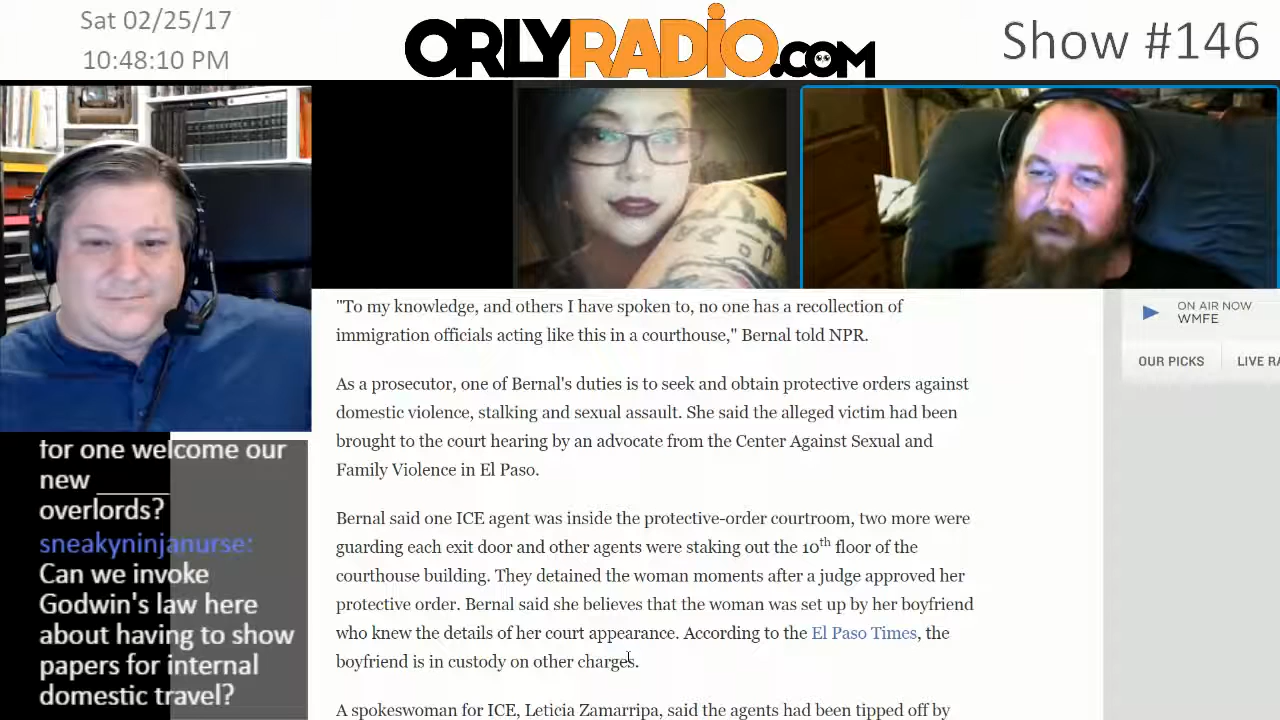 Sat 02/25/17
10:48:10 PM
ORLYRADiO.COM
Show #146
"To my knowledge, and others I have spoken to, no one has a recollection of
immigration officials acting like this in a courthouse," Bernal told NPR.
As a prosecutor, one of Bernal's duties is to seek and obtain protective orders against
domestic violence, stalking and sexual assault. She said the alleged victim had been
brought to the court hearing by an advocate from the Center Against Sexual and
Family Violence in El Paso.
Bernal said one ICE agent was inside the protective-order courtroom, two more were
guarding each exit door and other agents were staking out the 10th floor of the
courthouse building. They detained the woman moments after a judge approved her
protective order. Bernal said she believes that the woman was set up by her boyfriend
who knew the details of her court appearance. According to the El Paso Times, the
boyfriend is in custody on other charges.
A spokeswoman for ICE, Leticia Zamarripa, said the agents had been tipped off by
ON AIR NOW
WMFE
OUR PICKS
LIVE RA
for one welcome our
new ______
overlords?
sneakyninjanurse:
Can we invoke
Godwin's law here
about having to show
papers for internal
domestic travel?